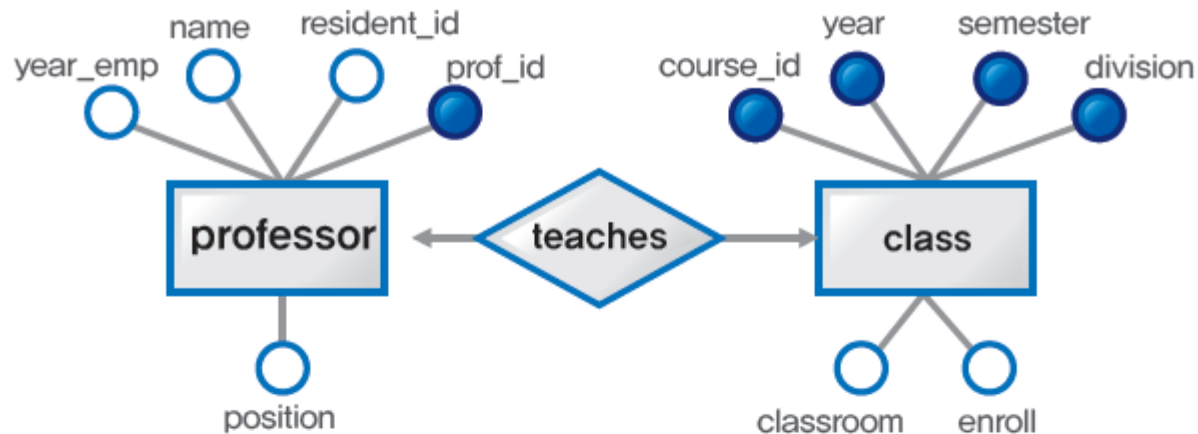 year_emp
name
resident_id
prof_id
course_id
year
semester
division
professor
teaches
class
position
classroom
enroll